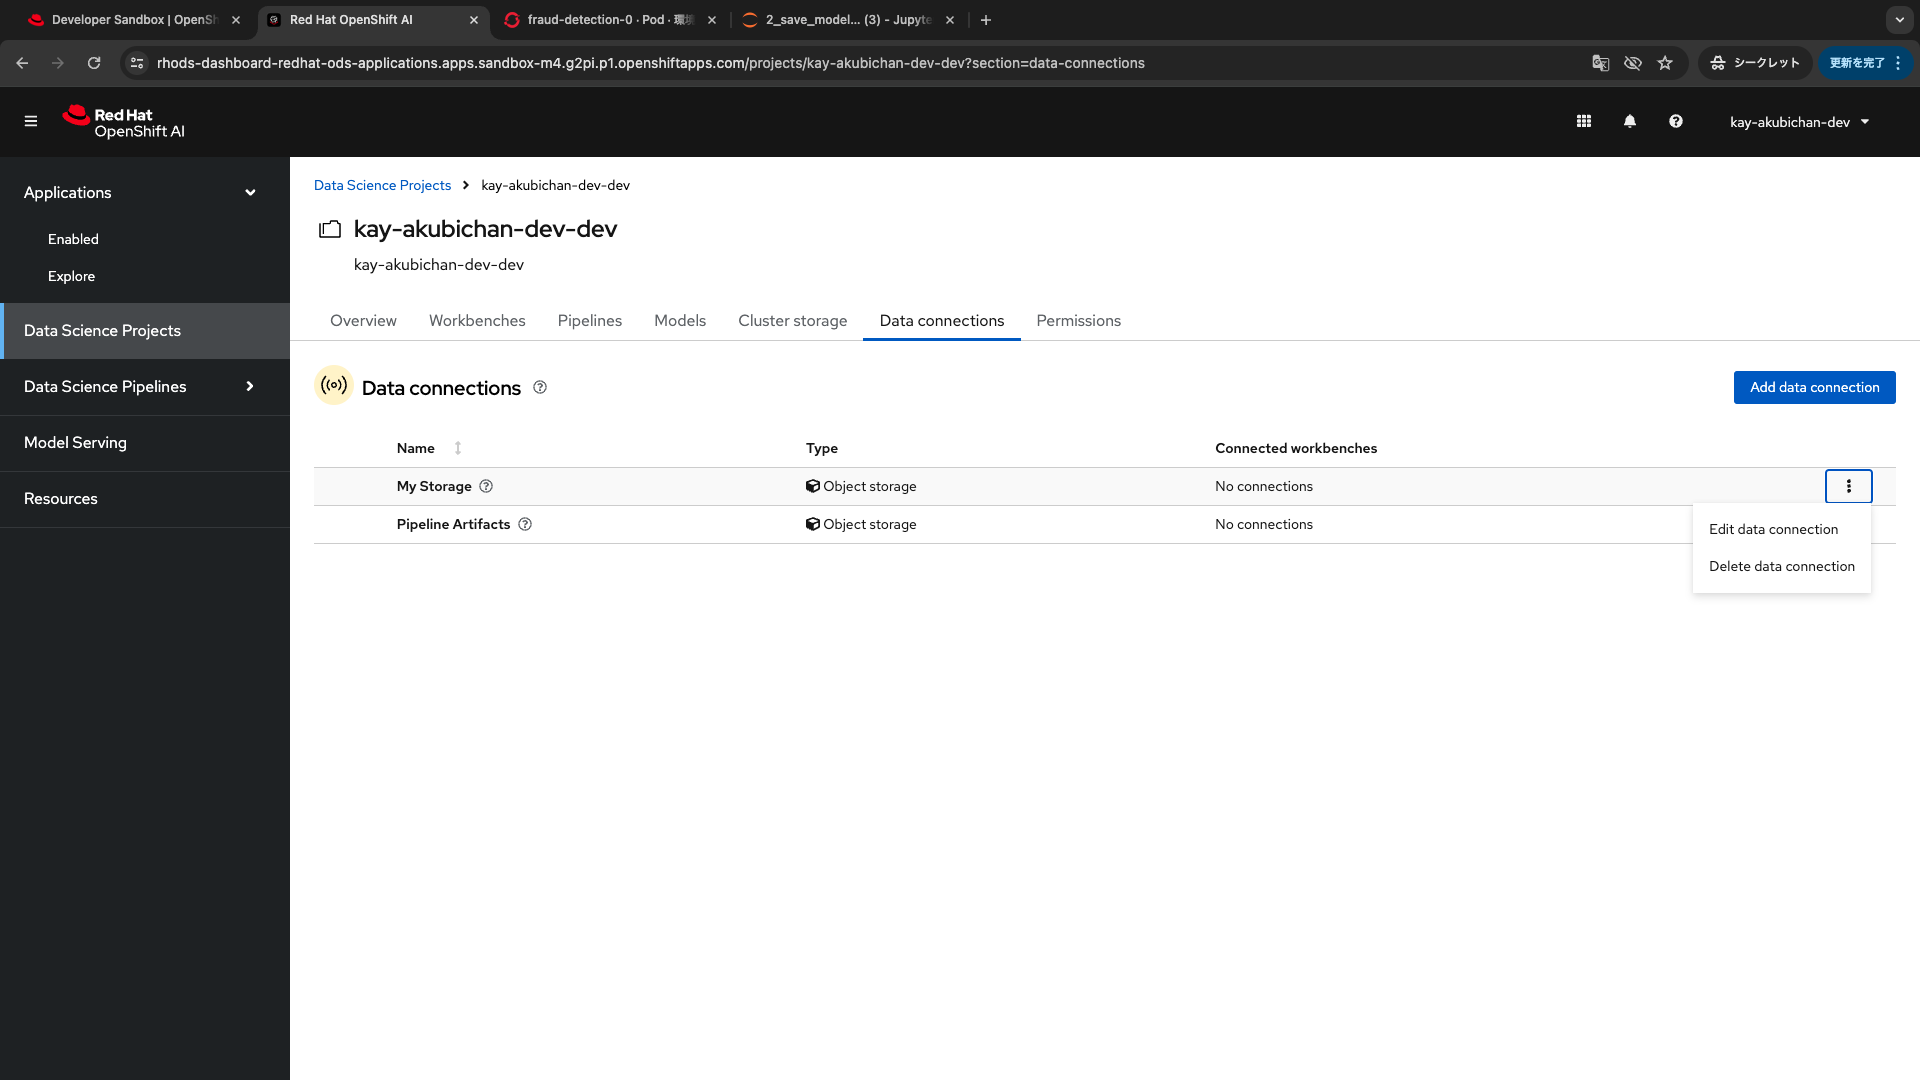 Developer Sandbox | OpenSh
Red Hat OpenShift AI
fraud-detection-0 · Pod · 環境
2_save_model... (3) - Jupyte
rhods-dashboard-redhat-ods-applications.apps.sandbox-m4.g2pi.p1.openshiftapps.com/projects/kay-akubichan-dev-dev?section=data-connections
シークレット
更新を完了
Red Hat
OpenShift AI
kay-akubichan-dev
Applications
Enabled
Explore
Data Science Projects
Data Science Pipelines
Model Serving
Resources
Data Science Projects > kay-akubichan-dev-dev
kay-akubichan-dev-dev
kay-akubichan-dev-dev
Overview Workbenches Pipelines Models Cluster storage Data connections Permissions
Data connections
Add data connection
Name Type Connected workbenches
My Storage Object storage No connections
Pipeline Artifacts Object storage No connections
Edit data connection
Delete data connection